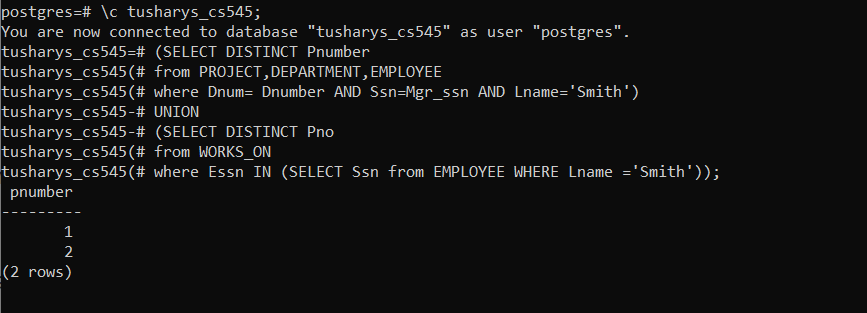 postgres=# \c tusharys_cs545;
You are now connected to database "tusharys_cs545" as user "postgres".
tusharys_cs545=# (SELECT DISTINCT Pnumber
tusharys_cs545(# from PROJECT,DEPARTMENT,EMPLOYEE
tusharys_cs545(# where Dnum= Dnumber AND Ssn=Mgr_ssn AND Lname='Smith')
tusharys_cs545-# UNION
tusharys_cs545-# (SELECT DISTINCT Pno
tusharys_cs545(# from WORKS_ON
tusharys_cs545(# where Essn IN (SELECT Ssn from EMPLOYEE WHERE Lname ='Smith'));
 pnumber
---------
       1
       2
(2 rows)